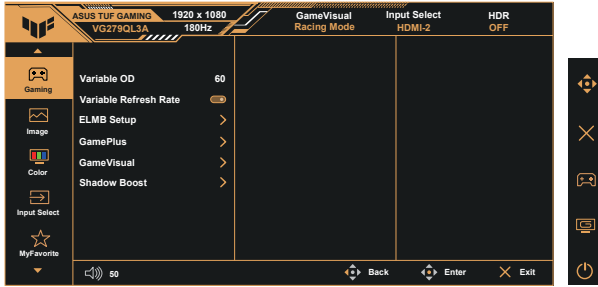 ASUS TUF GAMING 1920 x 1080 GameVisual Input Select HDR
VG279QL3A 180Hz Racing Mode HDMI-2 OFF
Gaming
Image
Color
Input Select
MyFavorite
Variable OD 60
Variable Refresh Rate
ELMB Setup
GamePlus
GameVisual
Shadow Boost
50 Back Enter Exit